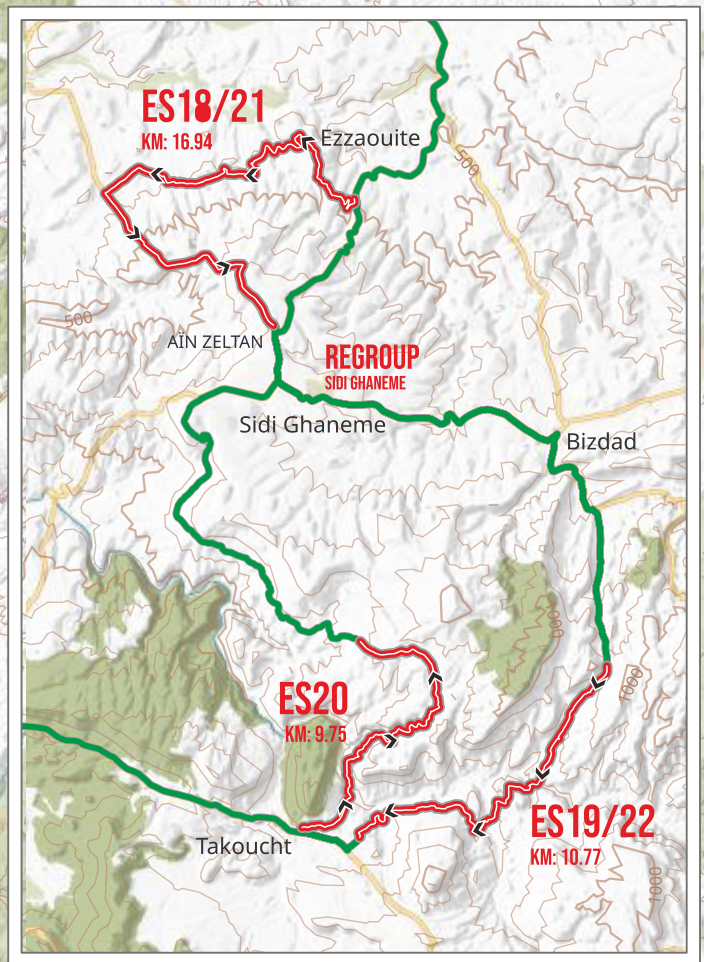 ES18/21
KM: 16.94
Ezzaouite
500
500
AÏN ZELTAN
REGROUP
SIDI GHANEME
Sidi Ghaneme
Bizdad
1000
1000
ES20
KM: 9.75
ES19/22
KM: 10.77
Takoucht
1000